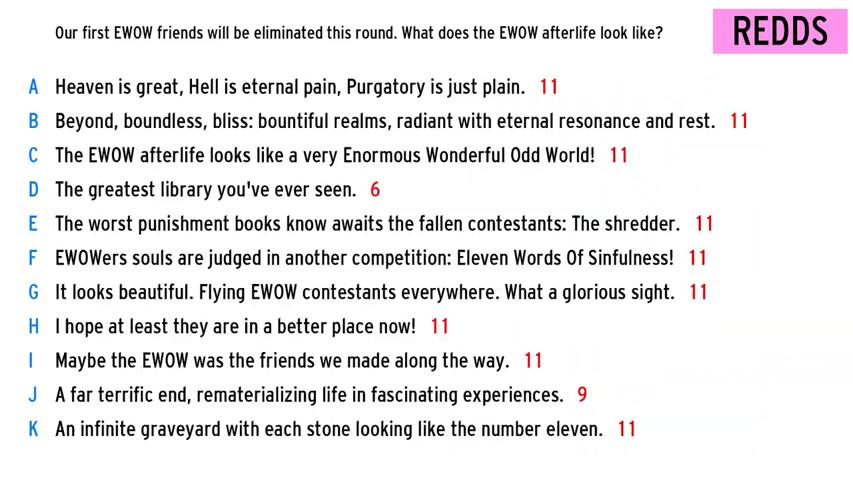 Our first EWOW friends will be eliminated this round. What does the EWOW afterlife look like?
REDDS
A Heaven is great, Hell is eternal pain, Purgatory is just plain. 11
B Beyond, boundless, bliss: bountiful realms, radiant with eternal resonance and rest. 11
C The EWOW afterlife looks like a very Enormous Wonderful Odd World! 11
D The greatest library you've ever seen. 6
E The worst punishment books know awaits the fallen contestants: The shredder. 11
F EWOWers souls are judged in another competition: Eleven Words Of Sinfulness! 11
G It looks beautiful. Flying EWOW contestants everywhere. What a glorious sight. 11
H I hope at least they are in a better place now! 11
I Maybe the EWOW was the friends we made along the way. 11
J A far terrific end, rematerializing life in fascinating experiences. 9
K An infinite graveyard with each stone looking like the number eleven. 11